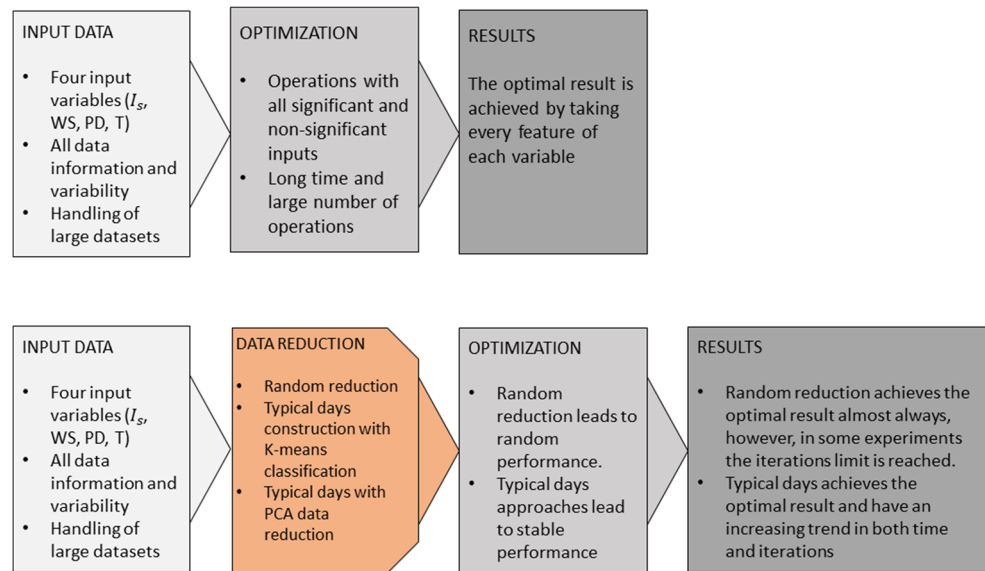 INPUT DATA
• Four input
variables (Is,
WS, PD, T)
• All data
information and
variability
• Handling of
large datasets
OPTIMIZATION
• Operations with
all significant and
non-significant
inputs
• Long time and
large number of
operations
RESULTS
The optimal result is
achieved by taking
every feature of
each variable
INPUT DATA
• Four input
variables (Is,
WS, PD, T)
• All data
information and
variability
• Handling of
large datasets
DATA REDUCTION
• Random reduction
• Typical days
construction with
K-means
classification
• Typical days with
PCA data
reduction
OPTIMIZATION
• Random
reduction leads to
random
performance.
• Typical days
approaches lead
to stable
performance
RESULTS
• Random reduction achieves the
optimal result almost always,
however, in some experiments
the iterations limit is reached.
• Typical days achieves the
optimal result and have an
increasing trend in both time
and iterations